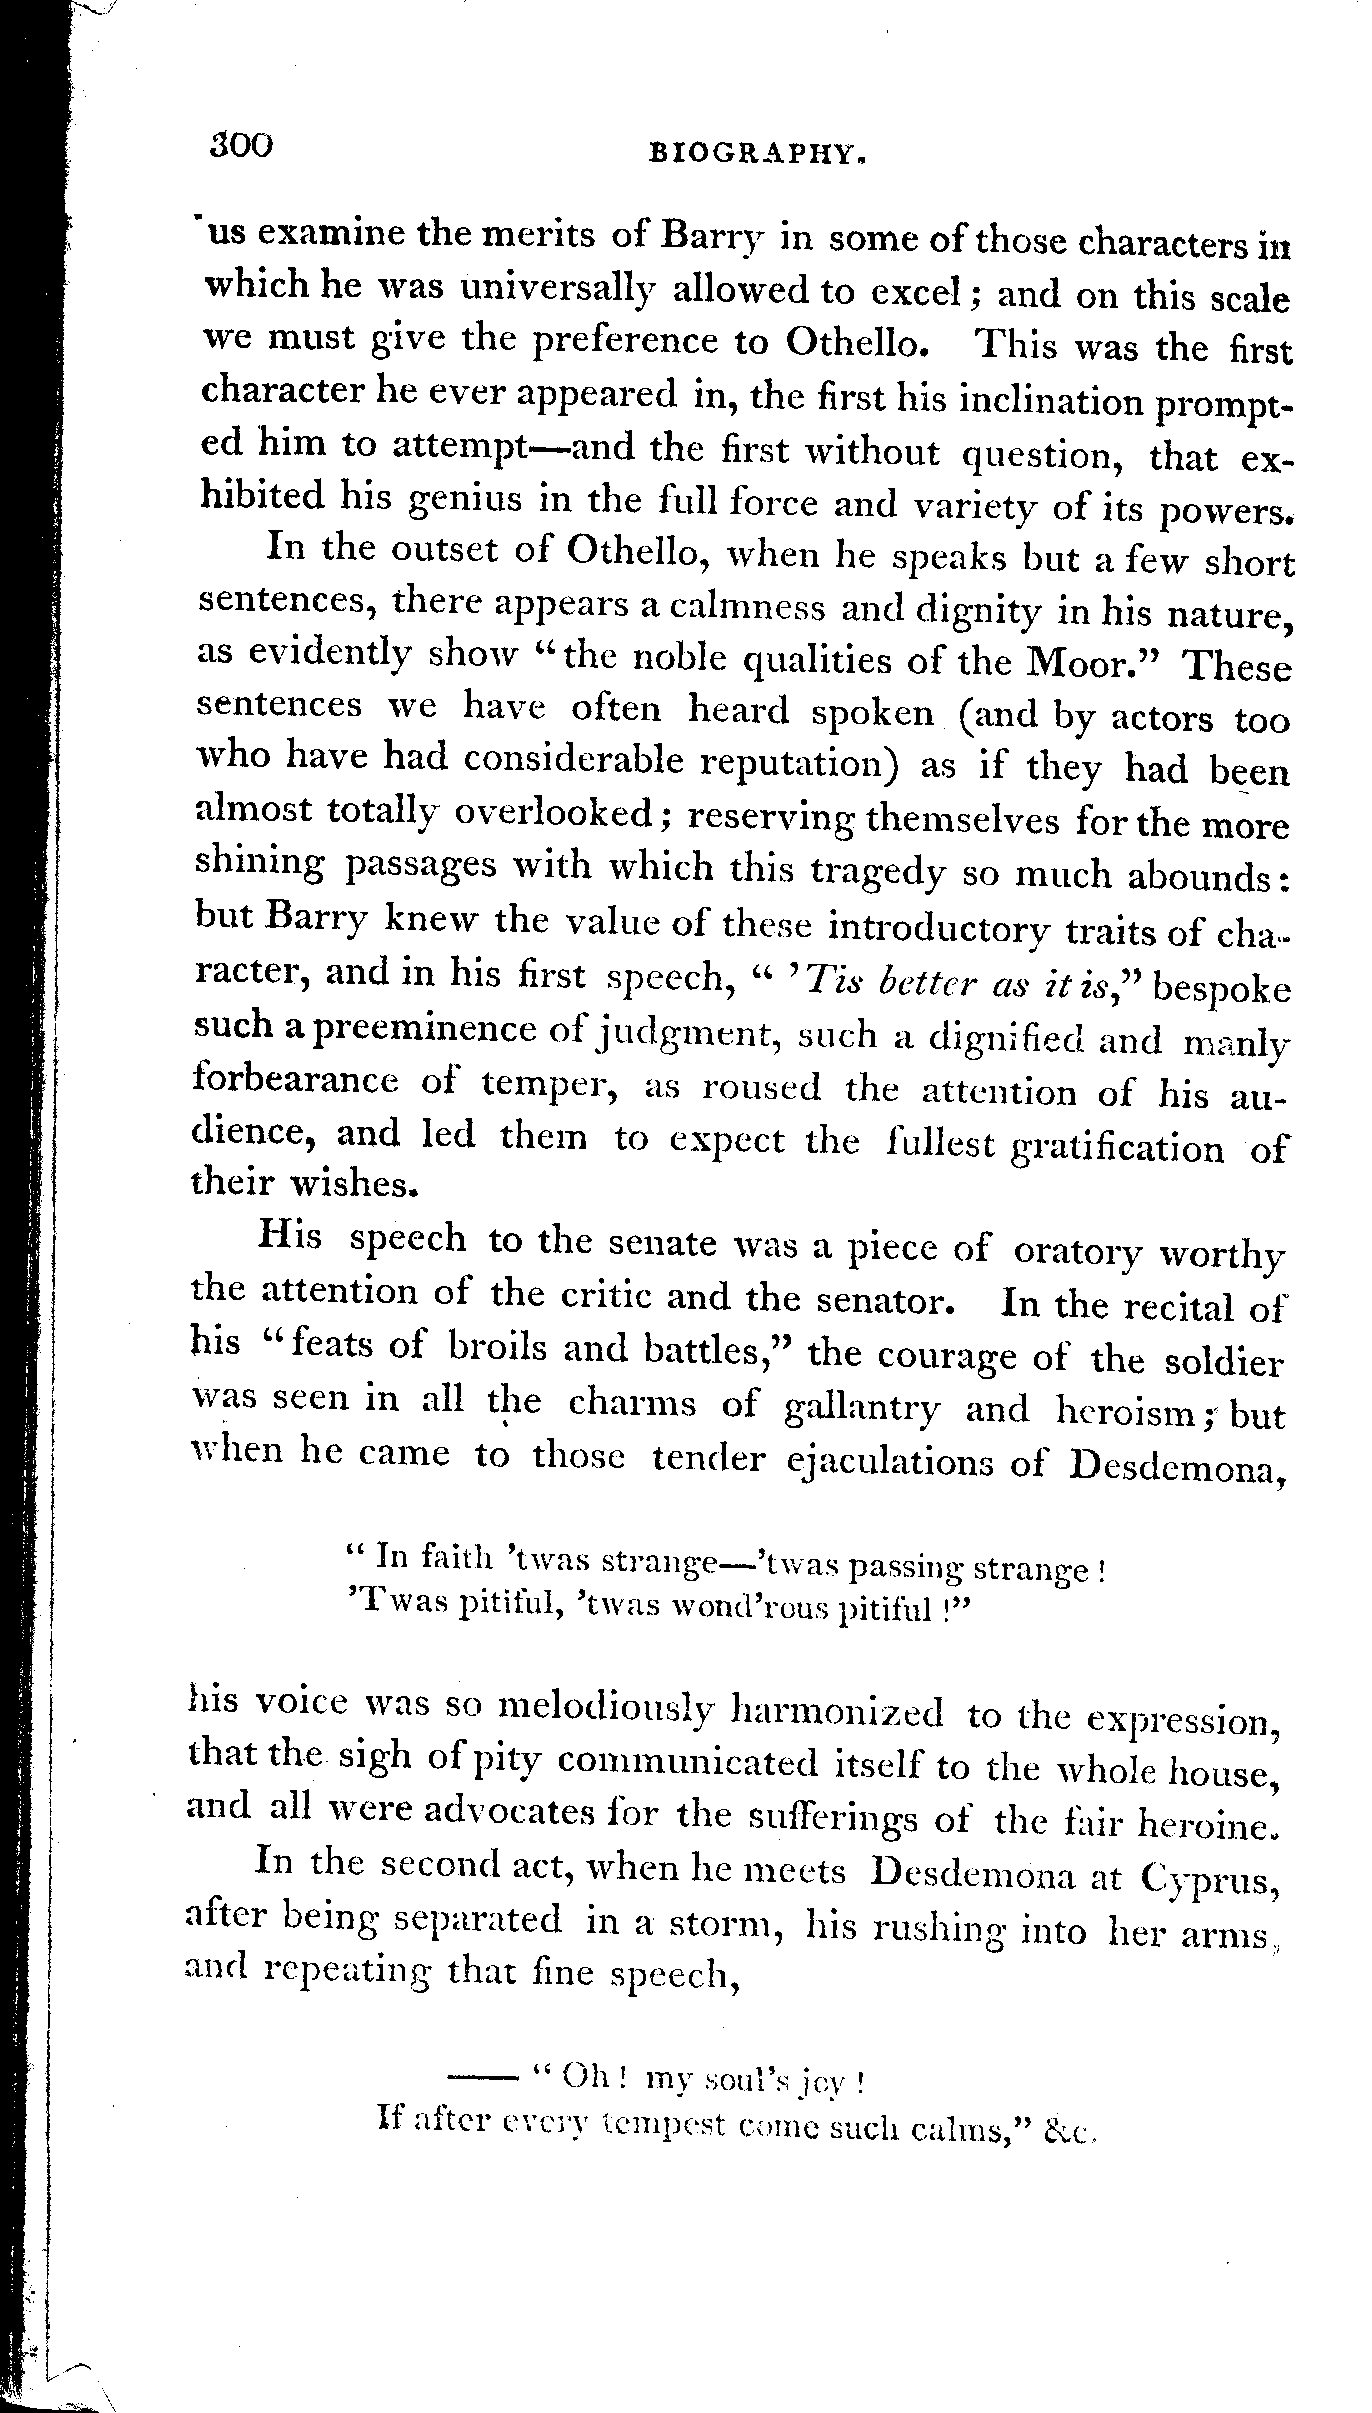 300 BIOGRAPHY.
us examine the merits of Barry in some of those characters in
which he was universally allowed to excel; and on this scale
we must give the preference to Othello. This was the first
character he ever appeared in, the first his inclination prompt-
ed him to attempt—and the first without question, that ex-
hibited his genius in the full force and variety of its powers.
In the outset of Othello, when he speaks but a few short
sentences, there appears a calmness and dignity in his nature,
as evidently show "the noble qualities of the Moor." These
sentences we have often heard spoken (and by actors too
who have had considerable reputation) as if they had been
almost totally overlooked; reserving themselves for the more
shining passages with which this tragedy so much abounds:
but Barry knew the value of these introductory traits of cha-
racter, and in his first speech, " 'Tis better as it is," bespoke
such a preeminence of judgment, such a dignified and manly
forbearance of temper, as roused the attention of his au-
dience, and led them to expect the fullest gratification of
their wishes.
His speech to the senate was a piece of oratory worthy
the attention of the critic and the senator. In the recital of
his "feats of broils and battles," the courage of the soldier
was seen in all the charms of gallantry and heroism; but
when he came to those tender ejaculations of Desdemona,
" In faith 'twas strange—'twas passing strange!
'Twas pitiful, 'twas wond'rous pitiful!"
his voice was so melodiously harmonized to the expression,
that the sigh of pity communicated itself to the whole house,
and all were advocates for the sufferings of the fair heroine.
In the second act, when he meets Desdemona at Cyprus,
after being separated in a storm, his rushing into her arms,
and repeating that fine speech,
—— " Oh! my soul's joy!
If after every tempest come such calms," &c.